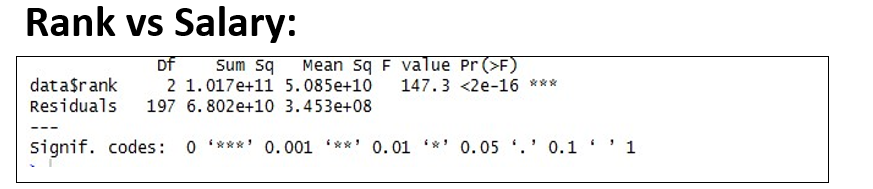 Rank vs Salary:
Df Sum Sq Mean Sq F value Pr(>F)
data$rank 2 1.017e+11 5.085e+10 147.3 <2e-16 ***
Residuals 197 6.802e+10 3.453e+08
---
Signif. codes: 0 ‘***’ 0.001 ‘**’ 0.01 ‘*’ 0.05 ‘.’ 0.1 ‘ ’ 1